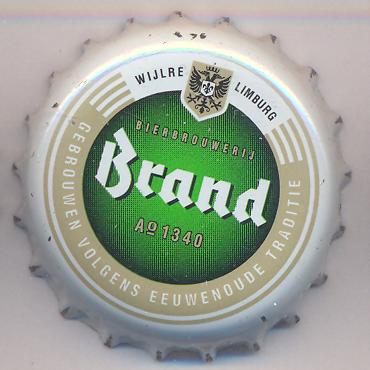 WIJLRE LIMBURG
BIERBROUWERIJ
Brand
Aº 1340
GEBROUWEN VOLGENS EEUWENOUDE TRADITIE